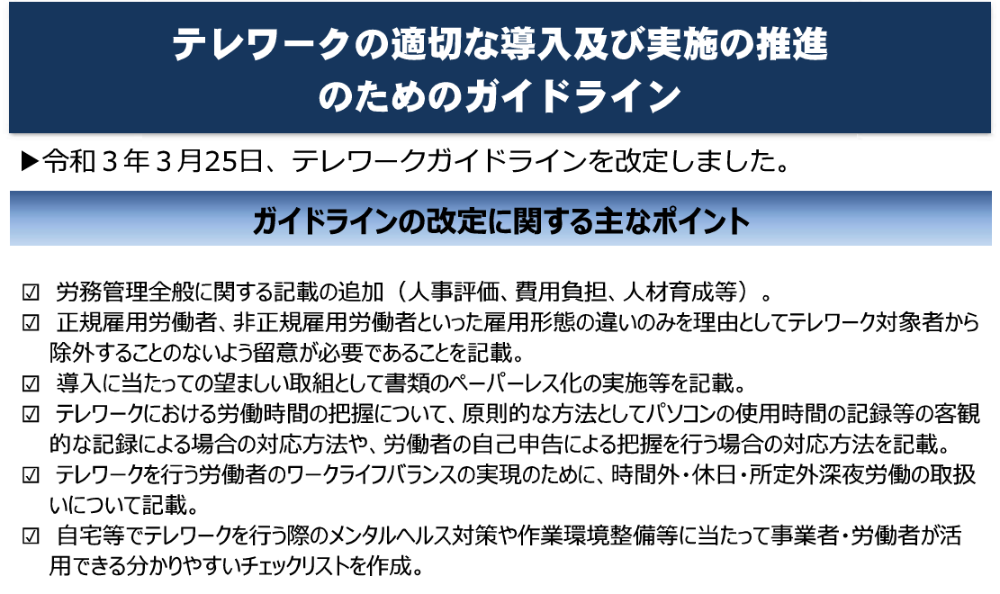 テレワークの適切な導入及び実施の推進
のためのガイドライン
▶令和３年３月25日、テレワークガイドラインを改定しました。
ガイドラインの改定に関する主なポイント
☑ 労務管理全般に関する記載の追加（人事評価、費用負担、人材育成等）。
☑ 正規雇用労働者、非正規雇用労働者といった雇用形態の違いのみを理由としてテレワーク対象者から
除外することのないよう留意が必要であることを記載。
☑ 導入に当たっての望ましい取組として書類のペーパーレス化の実施等を記載。
☑ テレワークにおける労働時間の把握について、原則的な方法としてパソコンの使用時間の記録等の客観
的な記録による場合の対応方法や、労働者の自己申告による把握を行う場合の対応方法を記載。
☑ テレワークを行う労働者のワークライフバランスの実現のために、時間外・休日・所定外深夜労働の取扱
いについて記載。
☑ 自宅等でテレワークを行う際のメンタルヘルス対策や作業環境整備等に当たって事業者・労働者が活
用できる分かりやすいチェックリストを作成。